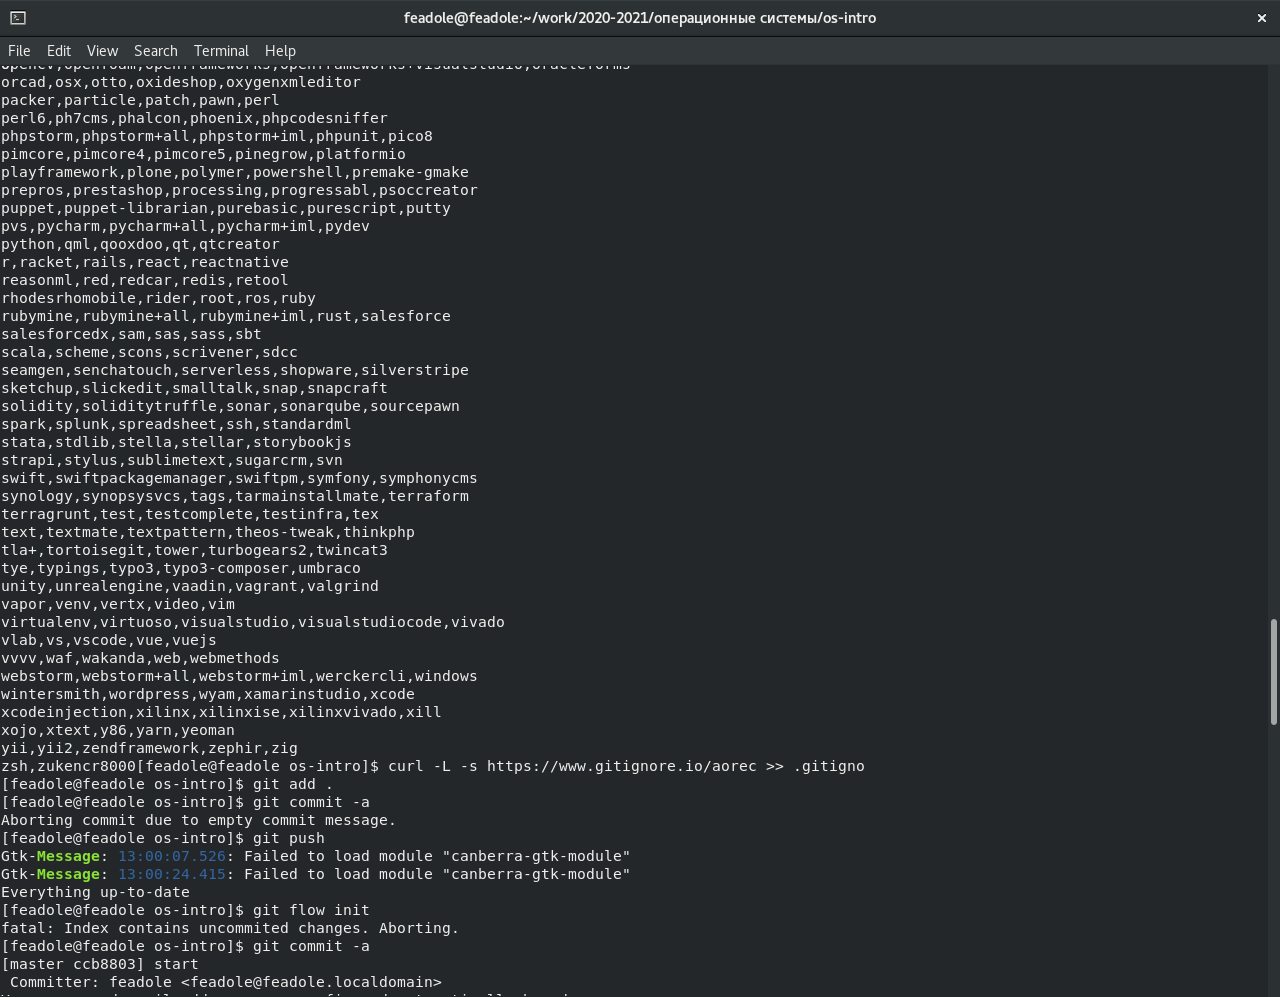 feadole@feadole:~/work/2020-2021/операционные системы/os-intro
File Edit View Search Terminal Help
opencv,openfoam,openframeworks,openframeworks+visualstudio,oracleforms
orcad,osx,otto,oxideshop,oxygenxmleditor
packer,particle,patch,pawn,perl
perl6,ph7cms,phalcon,phoenix,phpcodesniffer
phpstorm,phpstorm+all,phpstorm+iml,phpunit,pico8
pimcore,pimcore4,pimcore5,pinegrow,platformio
playframework,plone,polymer,powershell,premake-gmake
prepros,prestashop,processing,progressabl,psoccreator
puppet,puppet-librarian,purebasic,purescript,putty
pvs,pycharm,pycharm+all,pycharm+iml,pydev
python,qml,qooxdoo,qt,qtcreator
r,racket,rails,react,reactnative
reasonml,red,redcar,redis,retool
rhodesrhomobile,rider,root,ros,ruby
rubymine,rubymine+all,rubymine+iml,rust,salesforce
salesforcedx,sam,sas,sass,sbt
scala,scheme,scons,scrivener,sdcc
seamgen,senchatouch,serverless,shopware,silverstripe
sketchup,slickedit,smalltalk,snap,snapcraft
solidity,soliditytruffle,sonar,sonarqube,sourcepawn
spark,splunk,spreadsheet,ssh,standardml
stata,stdlib,stella,stellar,storybookjs
strapi,stylus,sublimetext,sugarcrm,svn
swift,swiftpackagemanager,swiftpm,symfony,symphonycms
synology,synopsysvcs,tags,tarmainstallmate,terraform
terragrunt,test,testcomplete,testinfra,tex
text,textmate,textpattern,theos-tweak,thinkphp
tla+,tortoisegit,tower,turbogears2,twincat3
tye,typings,typo3,typo3-composer,umbraco
unity,unrealengine,vaadin,vagrant,valgrind
vapor,venv,vertx,video,vim
virtualenv,virtuoso,visualstudio,visualstudiocode,vivado
vlab,vs,vscode,vue,vuejs
vvvv,waf,wakanda,web,webmethods
webstorm,webstorm+all,webstorm+iml,werckercli,windows
wintersmith,wordpress,wyam,xamarinstudio,xcode
xcodeinjection,xilinx,xilinxise,xilinxvivado,xill
xojo,xtext,y86,yarn,yeoman
yii,yii2,zendframework,zephir,zig
zsh,zukencr8000[feadole@feadole os-intro]$ curl -L -s https://www.gitignore.io/aorec >> .gitigno
[feadole@feadole os-intro]$ git add .
[feadole@feadole os-intro]$ git commit -a
Aborting commit due to empty commit message.
[feadole@feadole os-intro]$ git push
Gtk-Message: 13:00:07.526: Failed to load module "canberra-gtk-module"
Gtk-Message: 13:00:24.415: Failed to load module "canberra-gtk-module"
Everything up-to-date
[feadole@feadole os-intro]$ git flow init
fatal: Index contains uncommited changes. Aborting.
[feadole@feadole os-intro]$ git commit -a
[master ccb8803] start
 Committer: feadole <feadole@feadole.localdomain>